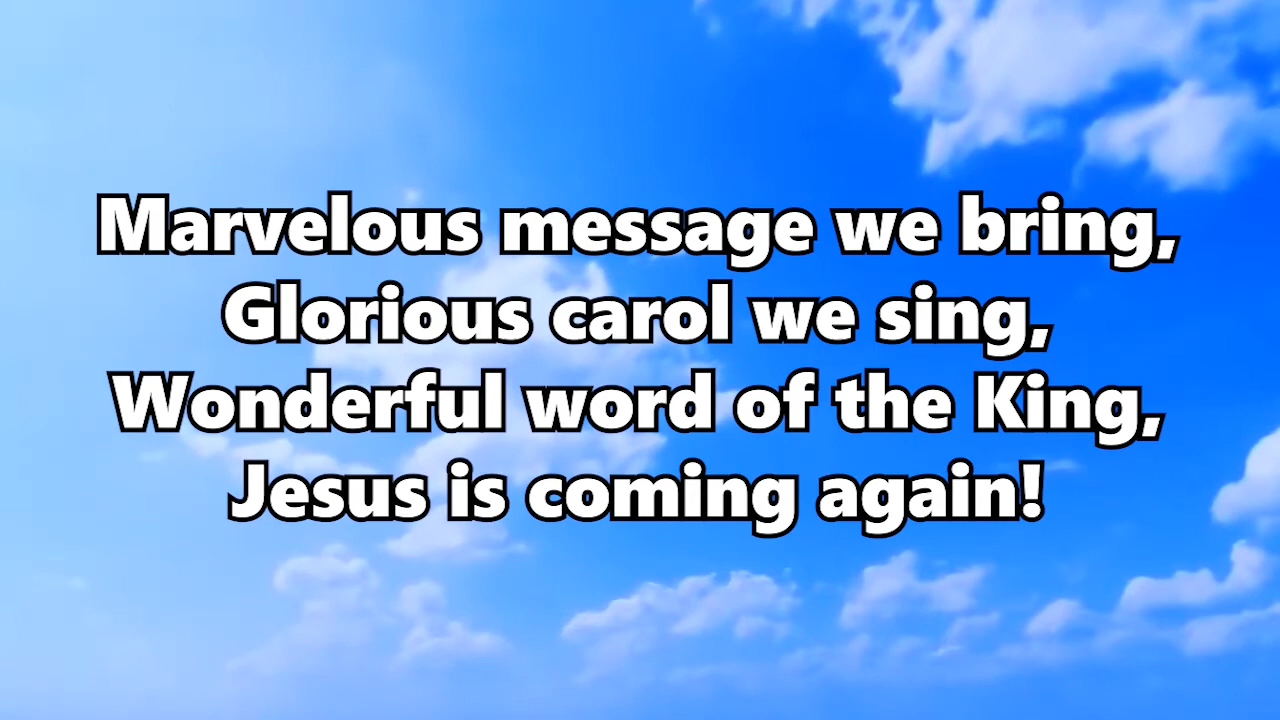 Marvelous message we bring,
Glorious carol we sing,
Wonderful word of the King,
Jesus is coming again!